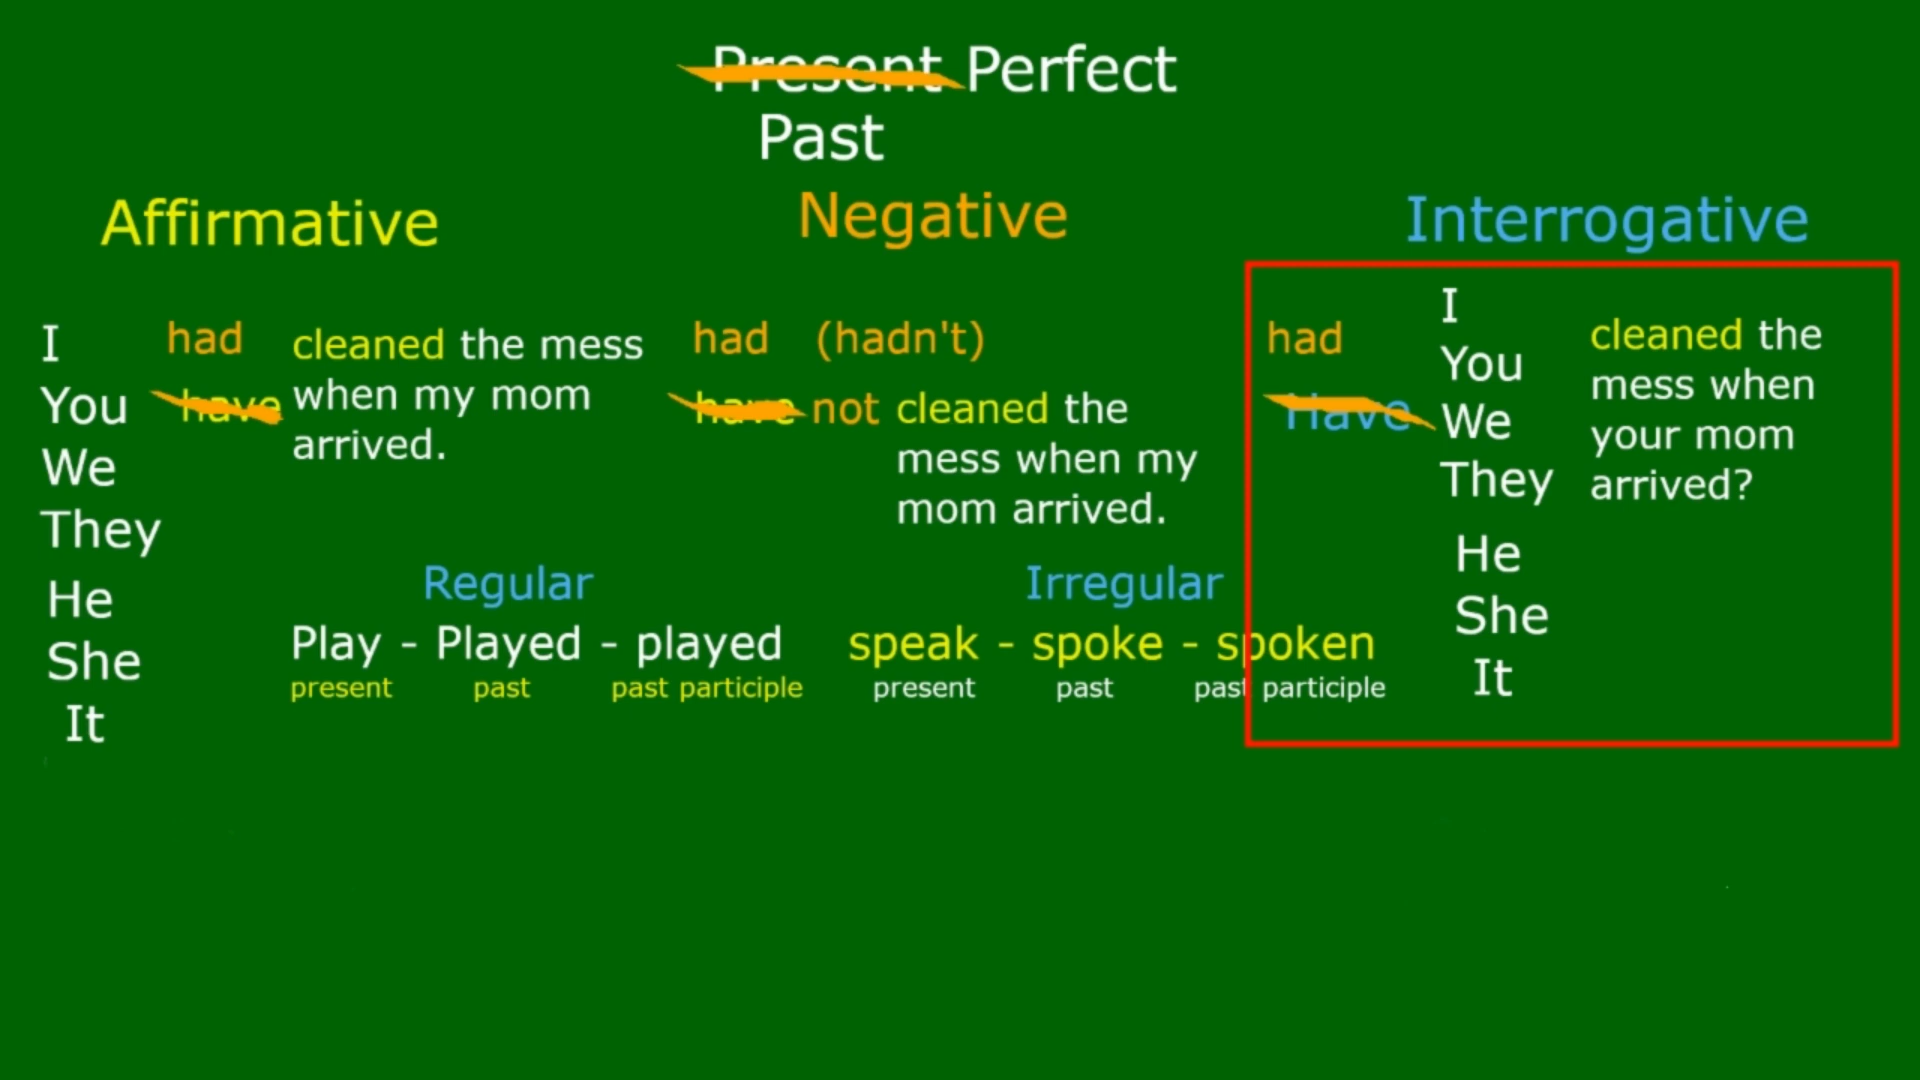 Present Perfect
Past
Affirmative
Negative
Interrogative
I
You
We
They
He
She
It
had
have
cleaned the mess
when my mom
arrived.
had (hadn't)
have not cleaned the
mess when my
mom arrived.
had
Have
I
You
We
They
He
She
It
cleaned the
mess when
your mom
arrived?
Regular
Play - Played - played
present past past participle
Irregular
speak - spoke - spoken
present past past participle